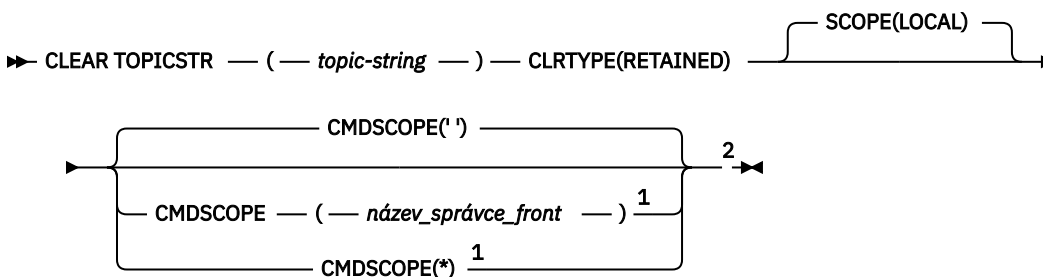 SCOPE(LOCAL)
CLEAR TOPICSTR ( topic-string ) CLRTYPE(RETAINED)
CMDSCOPE(' ')
2
CMDSCOPE ( název_správce_front ) 1
CMDSCOPE(*) 1